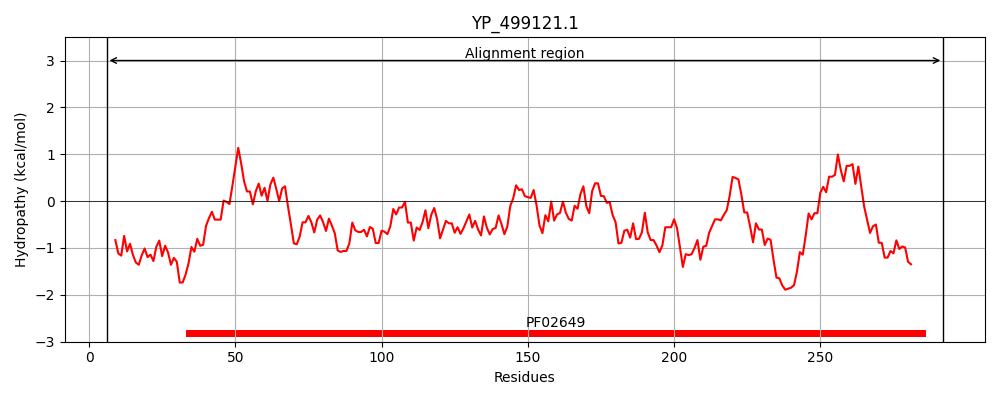 YP_499121.1
Alignment region
3
2
1
0
−1
−2
−3
Hydropathy (kcal/mol)
PF02649
0 50 100 150 200 250
Residues